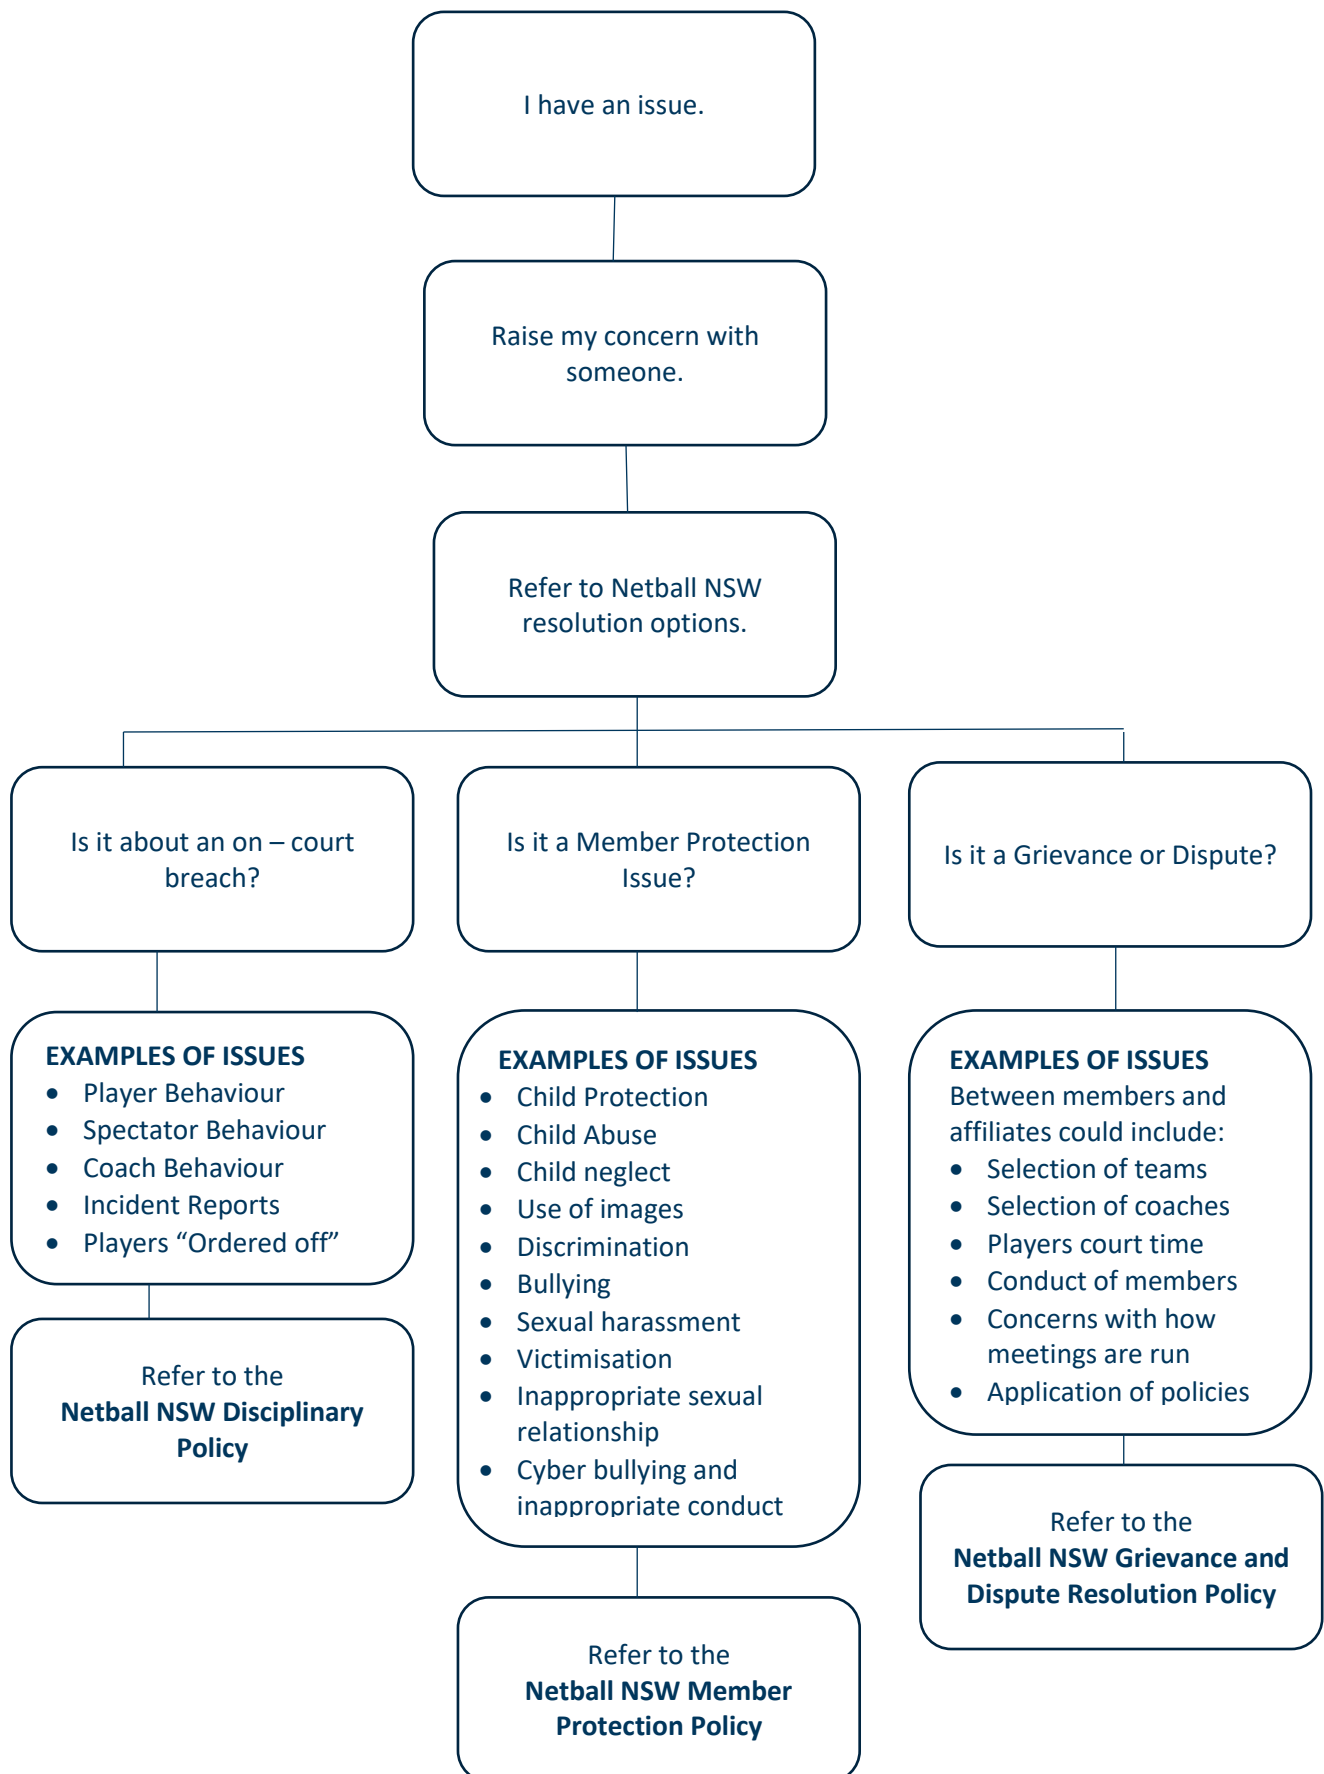 I have an issue.
Raise my concern with
someone.
Refer to Netball NSW
resolution options.
Is it about an on – court
breach?
EXAMPLES OF ISSUES
• Player Behaviour
• Spectator Behaviour
• Coach Behaviour
• Incident Reports
• Players “Ordered off”
Refer to the
Netball NSW Disciplinary
Policy
Is it a Member Protection
Issue?
EXAMPLES OF ISSUES
• Child Protection
• Child Abuse
• Child neglect
• Use of images
• Discrimination
• Bullying
• Sexual harassment
• Victimisation
• Inappropriate sexual
relationship
• Cyber bullying and
inappropriate conduct
Refer to the
Netball NSW Member
Protection Policy
Is it a Grievance or Dispute?
EXAMPLES OF ISSUES
Between members and
affiliates could include:
• Selection of teams
• Selection of coaches
• Players court time
• Conduct of members
• Concerns with how
meetings are run
• Application of policies
Refer to the
Netball NSW Grievance and
Dispute Resolution Policy